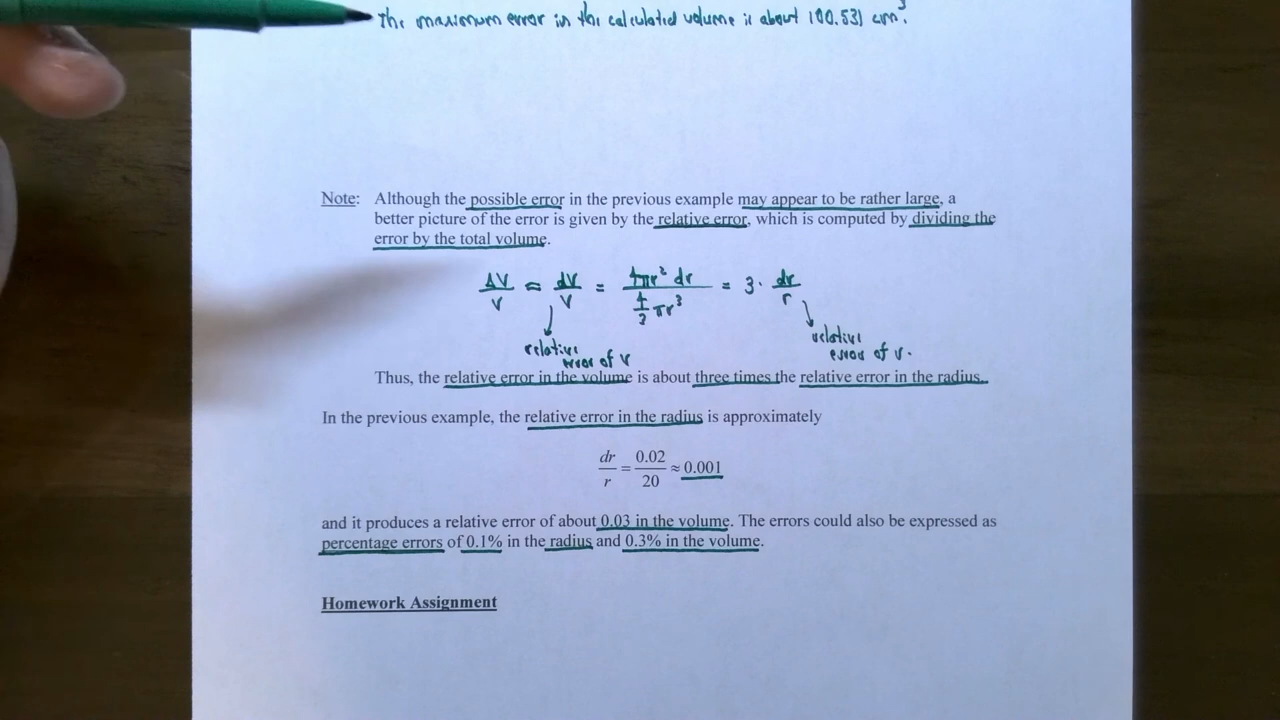 The maximum error in the calculated volume is about 100.531 cm³.
Note: Although the possible error in the previous example may appear to be rather large, a
better picture of the error is given by the relative error, which is computed by dividing the
error by the total volume.
ΔV/V ≈ dV/V = 4πr² dr / (4/3 πr³) = 3 · dr/r
relative error of V
relative error of r.
Thus, the relative error in the volume is about three times the relative error in the radius.
In the previous example, the relative error in the radius is approximately
dr/r = 0.02/20 ≈ 0.001
and it produces a relative error of about 0.03 in the volume. The errors could also be expressed as
percentage errors of 0.1% in the radius and 0.3% in the volume.
Homework Assignment